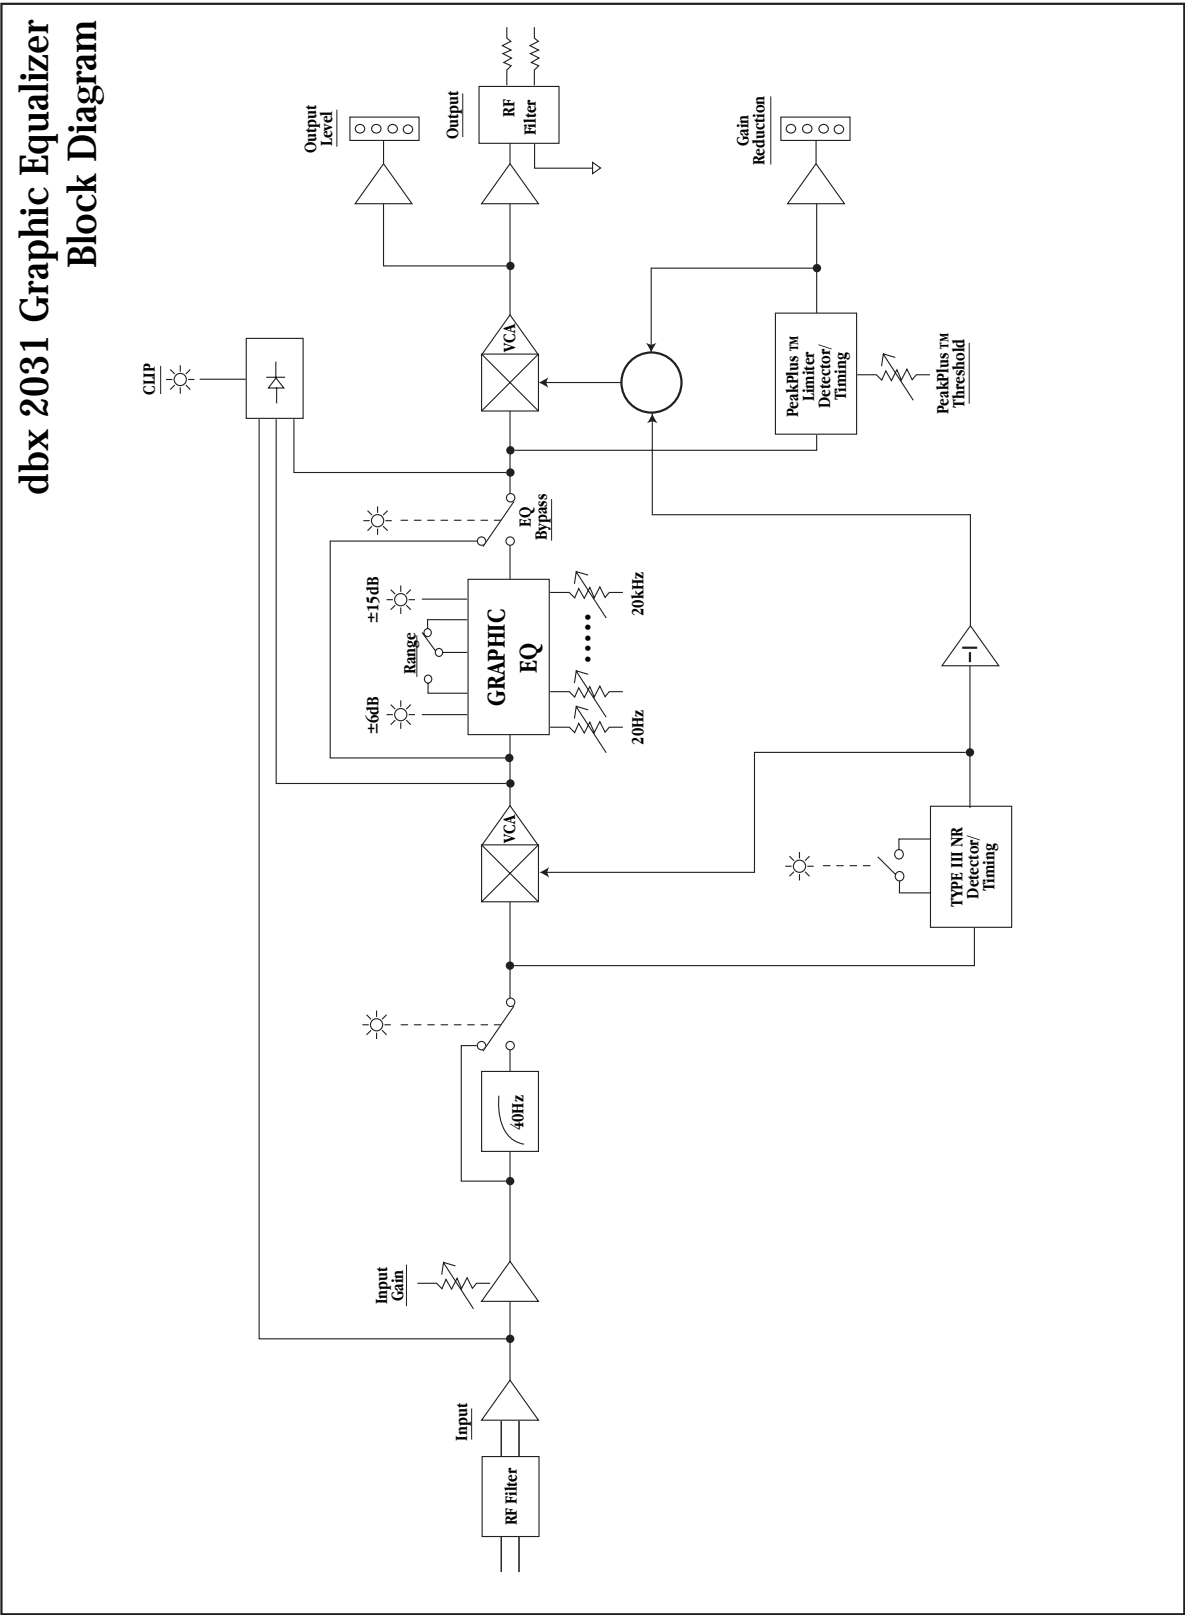 dbx 2031 Graphic Equalizer
Block Diagram
CLIP
Output
Level
Output
RF
Filter
Gain
Reduction
VCA
PeakPlus ™
Limiter
Detector/
Timing
PeakPlus ™
Threshold
EQ
Bypass
±15dB
Range
±6dB
GRAPHIC
EQ
20kHz
20Hz
VCA
TYPE III NR
Detector/
Timing
40Hz
Input
Gain
Input
RF Filter